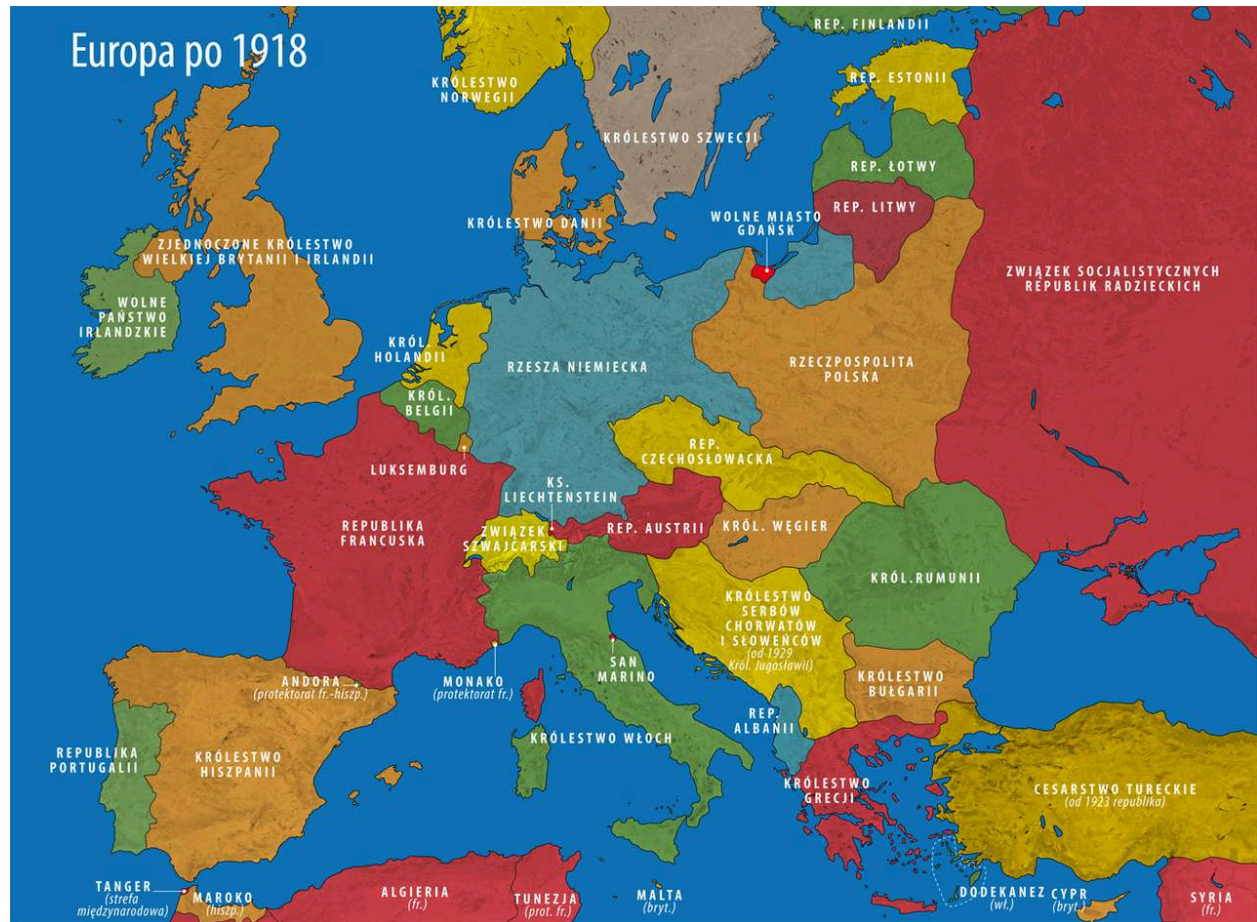 Europa po 1918
REP. FINLANDII
KRÓLESTWO
NORWEGII
REP. ESTONII
KRÓLESTWO SZWECJI
REP. ŁOTWY
REP. LITWY
KRÓLESTWO DANII
WOLNE MIASTO
GDAŃSK
ZJEDNOCZONE KRÓLESTWO
WIELKIEJ BRYTANII I IRLANDII
WOLNE
PAŃSTWO
IRLANDZKIE
ZWIĄZEK SOCJALISTYCZNYCH
REPUBLIK RADZIECKICH
KRÓL.
HOLANDII
RZESZA NIEMIECKA
RZECZPOSPOLITA
POLSKA
KRÓL.
BELGII
REP.
CZECHOSŁOWACKA
LUKSEMBURG
KS.
LIECHTENSTEIN
REPUBLIKA
FRANCUSKA
ZWIĄZEK
SZWAJCARSKI
REP. AUSTRII
KRÓL. WĘGIER
KRÓL.RUMUNII
KRÓLESTWO
SERBÓW
CHORWATÓW
I SŁOWEŃCÓW
(od 1929
Król. Jugosławii)
SAN
MARINO
ANDORA
(protektorat fr.-hiszp.)
MONAKO
(protektorat fr.)
KRÓLESTWO
BUŁGARII
REP.
ALBANII
KRÓLESTWO WŁOCH
REPUBLIKA
PORTUGALII
KRÓLESTWO
HISZPANII
KRÓLESTWO
GRECJI
CESARSTWO TURECKIE
(od 1923 republika)
TANGER
(strefa
międzynarodowa)
MAROKO
(hiszp.)
ALGIERIA
(fr.)
TUNEZJA
(prot. fr.)
MALTA
(bryt.)
DODEKANEZ
(wł.)
CYPR
(bryt.)
SYRIA
(fr.)